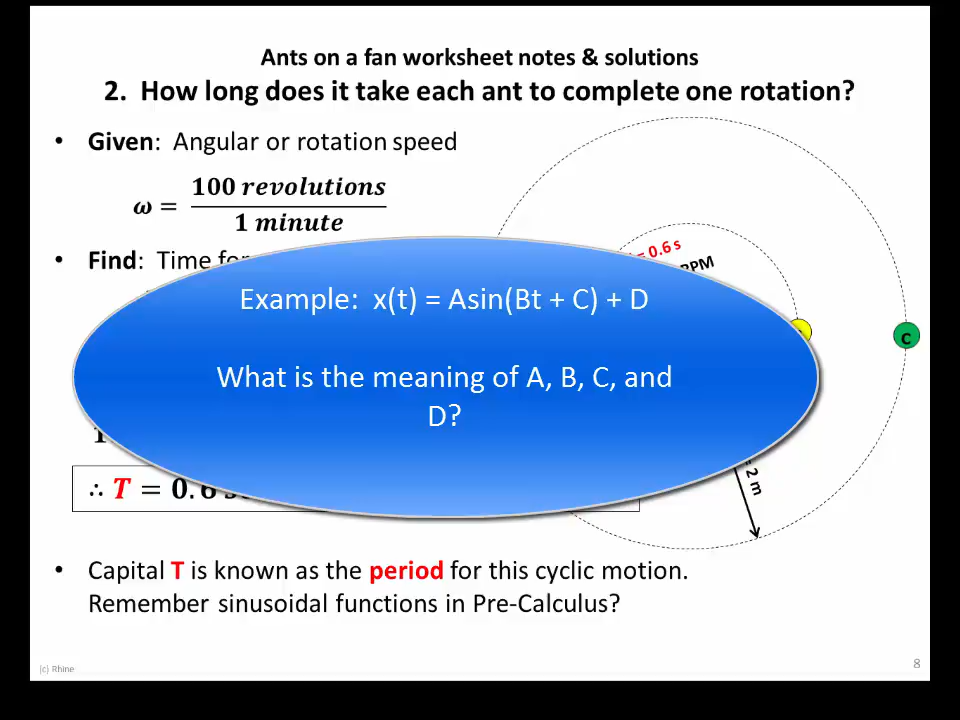 Ants on a fan worksheet notes & solutions
2. How long does it take each ant to complete one rotation?
• Given: Angular or rotation speed
ω = 100 revolutions / 1 minute
• Find: Time for
= 0.6 s
RPM
Example: x(t) = Asin(Bt + C) + D
What is the meaning of A, B, C, and
D?
C
= 2 m
∴ T = 0.6
• Capital T is known as the period for this cyclic motion.
Remember sinusoidal functions in Pre-Calculus?
(c) Rhine
8